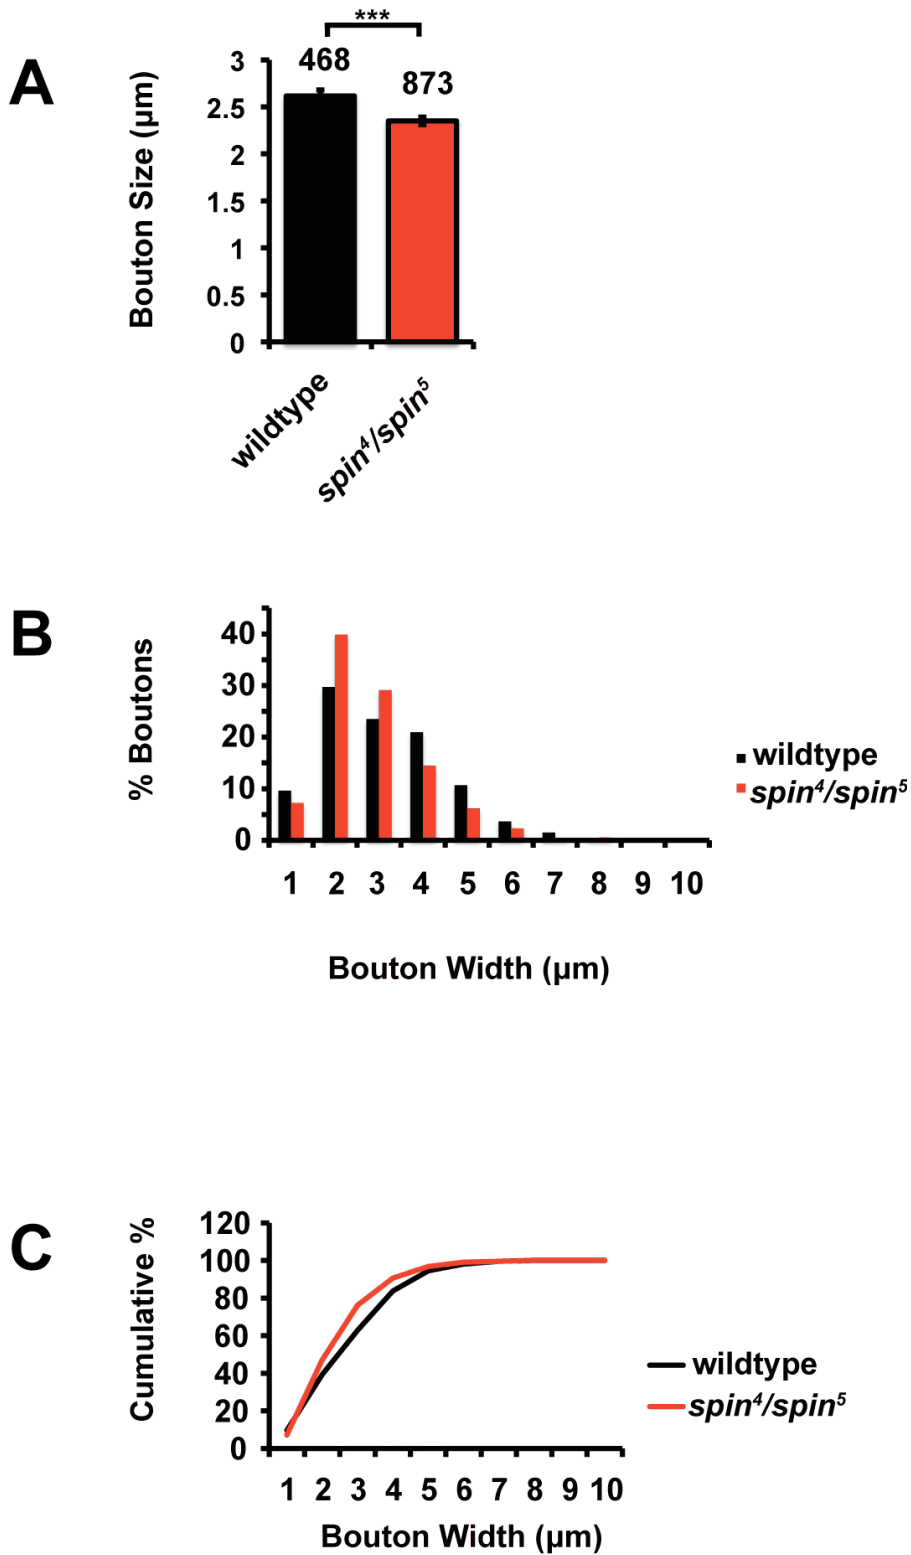 A
***
468
873
Bouton Size (µm)
3
2.5
2
1.5
1
0.5
0
wildtype
spin⁴/spin⁵
B
% Boutons
40
30
20
10
0
1 2 3 4 5 6 7 8 9 10
Bouton Width (µm)
wildtype
spin⁴/spin⁵
C
Cumulative %
120
100
80
60
40
20
0
1 2 3 4 5 6 7 8 9 10
Bouton Width (µm)
wildtype
spin⁴/spin⁵